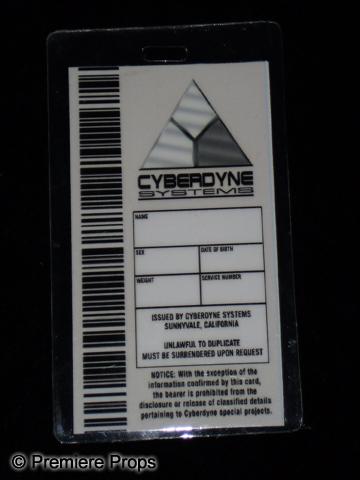 CYBERDYNE
SYSTEMS
NAME
SEX
DATE OF BIRTH
WEIGHT
SERVICE NUMBER
ISSUED BY CYBERDYNE SYSTEMS
SUNNYVALE, CALIFORNIA
UNLAWFUL TO DUPLICATE
MUST BE SURRENDERED UPON REQUEST
NOTICE: With the exception of the
information confirmed by this card,
the bearer is prohibited from the
disclosure or release of classified details
pertaining to Cyberdyne special projects.
© Premiere Props